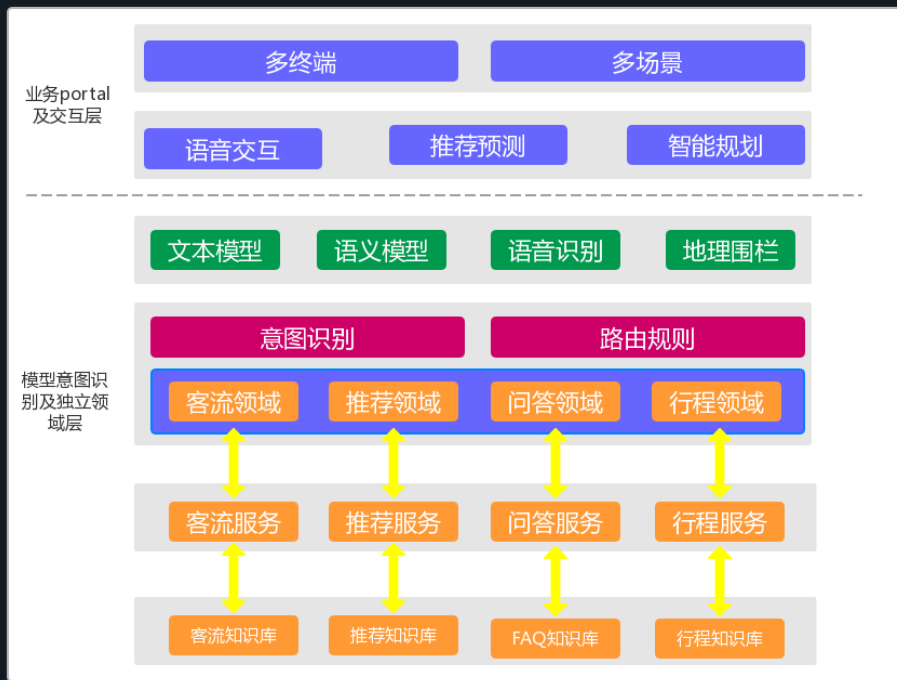 业务portal
及交互层
多终端
多场景
语音交互
推荐预测
智能规划
文本模型
语义模型
语音识别
地理围栏
模型意图识
别及独立领
域层
意图识别
路由规则
客流领域
推荐领域
问答领域
行程领域
客流服务
推荐服务
问答服务
行程服务
客流知识库
推荐知识库
FAQ知识库
行程知识库